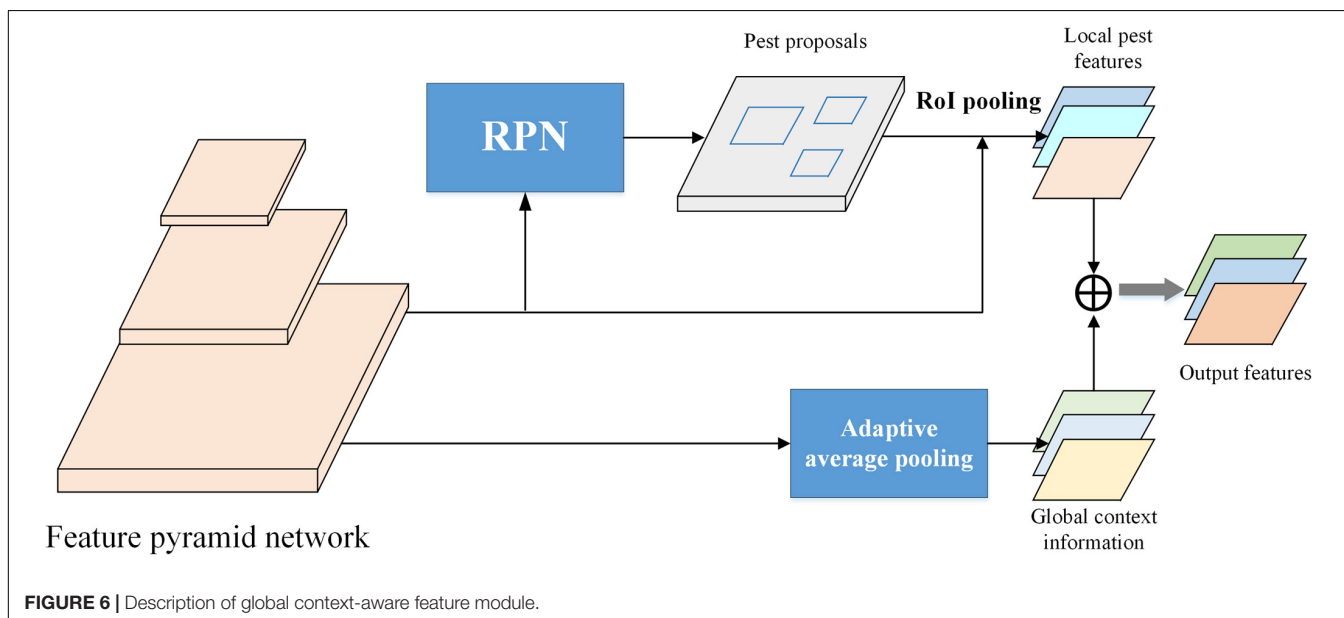 Pest proposals
Local pest
features
RPN
RoI pooling
Output features
Adaptive
average pooling
Global context
information
Feature pyramid network
FIGURE 6 | Description of global context-aware feature module.